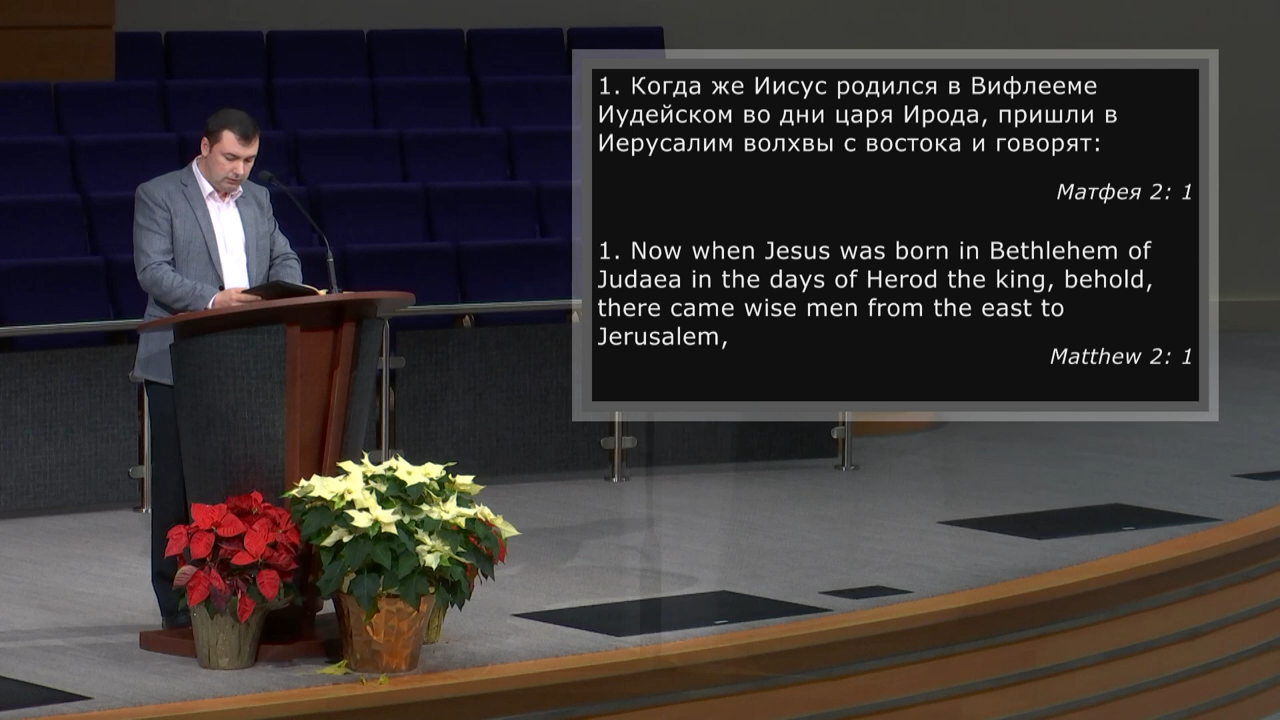 1. Когда же Иисус родился в Вифлееме
Иудейском во дни царя Ирода, пришли в
Иерусалим волхвы с востока и говорят:
Матфея 2: 1
1. Now when Jesus was born in Bethlehem of
Judaea in the days of Herod the king, behold,
there came wise men from the east to
Jerusalem,
Matthew 2: 1